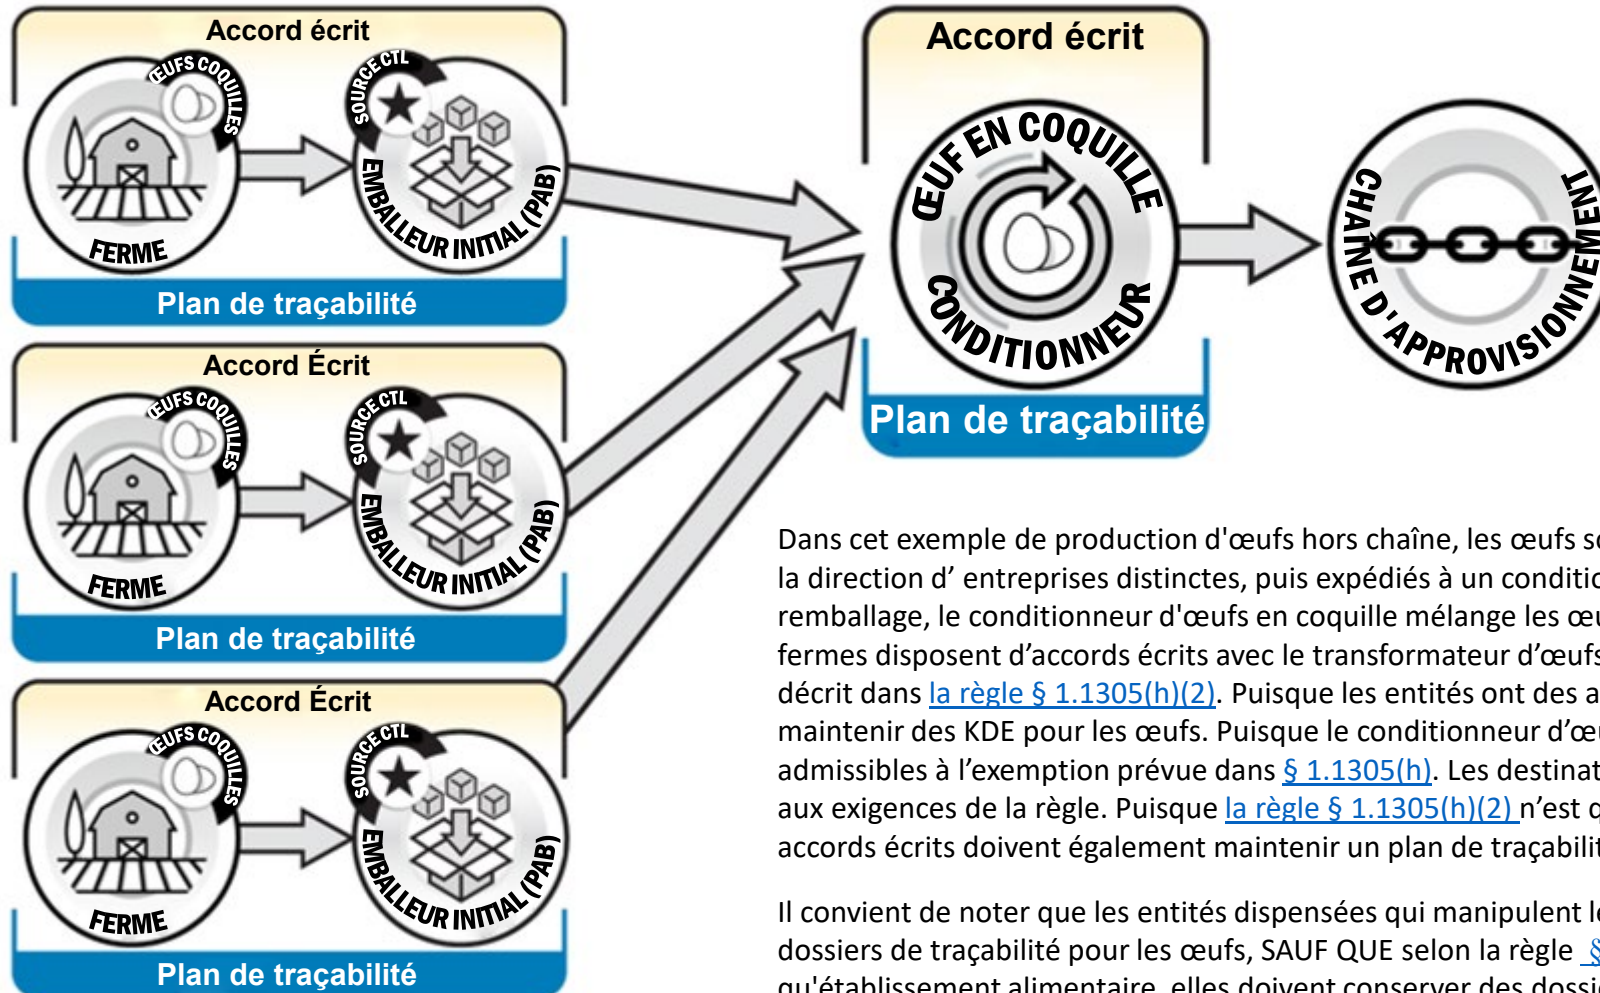 Accord écrit
ŒUFS COQUILLES
SOURCE CTL
FERME
EMBALLEUR INITIAL (PAB)
Plan de traçabilité
Accord Écrit
ŒUFS COQUILLES
SOURCE CTL
FERME
EMBALLEUR INITIAL (PAB)
Plan de traçabilité
Accord Écrit
ŒUFS COQUILLES
SOURCE CTL
FERME
EMBALLEUR INITIAL (PAB)
Plan de traçabilité
Accord écrit
ŒUF EN COQUILLE
CONDITIONNEUR
Plan de traçabilité
CHAÎNE D'APPROVISIONNEMENT
Dans cet exemple de production d'œufs hors chaîne, les œufs
la direction d’ entreprises distinctes, puis expédiés à un
remballage, le conditionneur d'œufs en coquille mélange les
fermes disposent d’accords écrits avec le transformateur d’œufs
décrit dans la règle § 1.1305(h)(2). Puisque les entités ont des
maintenir des KDE pour les œufs. Puisque le conditionneur
admissibles à l’exemption prévue dans § 1.1305(h). Les
aux exigences de la règle. Puisque la règle § 1.1305(h)(2) n’est
accords écrits doivent également maintenir un plan de
Il convient de noter que les entités dispensées qui manipulent
dossiers de traçabilité pour les œufs, SAUF QUE selon la règle §
qu'établissement alimentaire, elles doivent conserver des